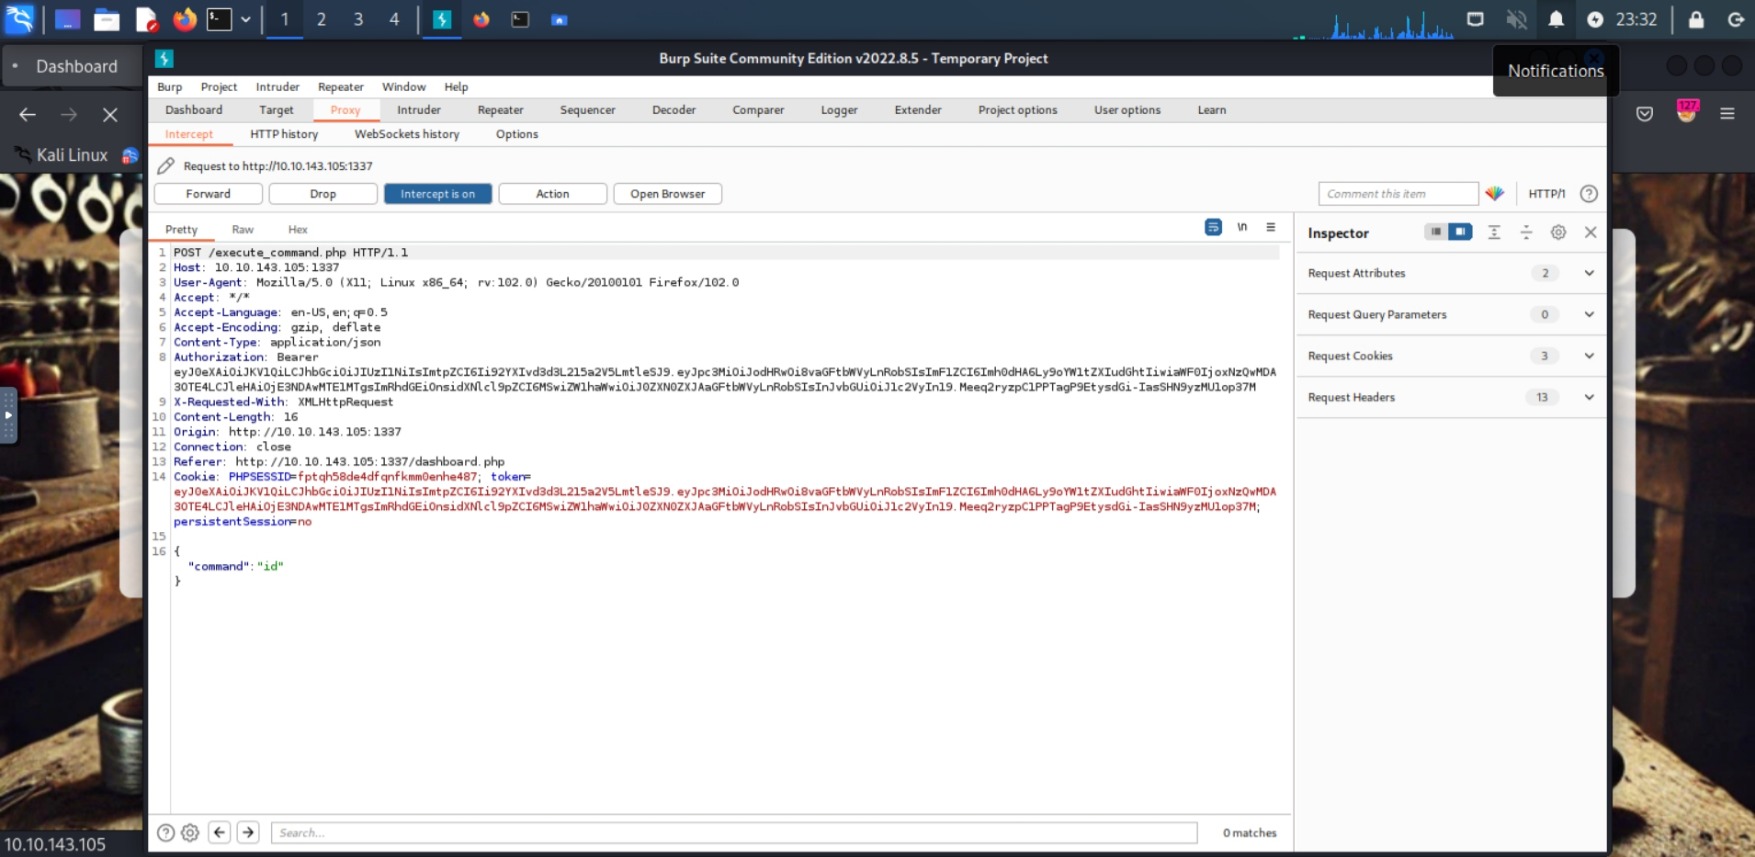 1 2 3 4 23:32
Dashboard
Burp Suite Community Edition v2022.8.5 - Temporary Project
Notifications
Burp Project Intruder Repeater Window Help
Dashboard Target Proxy Intruder Repeater Sequencer Decoder Comparer Logger Extender Project options User options Learn
127
Intercept HTTP history WebSockets history Options
Kali Linux
Request to http://10.10.143.105:1337
Forward Drop Intercept is on Action Open Browser Comment this item HTTP/1 ?
Pretty Raw Hex \n Inspector
1 POST /execute_command.php HTTP/1.1
2 Host: 10.10.143.105:1337
3 User-Agent: Mozilla/5.0 (X11; Linux x86_64; rv:102.0) Gecko/20100101 Firefox/102.0
4 Accept: */*
5 Accept-Language: en-US,en;q=0.5
6 Accept-Encoding: gzip, deflate
7 Content-Type: application/json
8 Authorization: Bearer
9 X-Requested-With: XMLHttpRequest
10 Content-Length: 16
11 Origin: http://10.10.143.105:1337
12 Connection: close
13 Referer: http://10.10.143.105:1337/dashboard.php
14 Cookie: PHPSESSID=fptqh58de4dfqnfkmm0enhe487; token=
persistentSession=no
15
16 {
"command":"id"
}
Request Attributes 2
Request Query Parameters 0
Request Cookies 3
Request Headers 13
Search... 0 matches
10.10.143.105